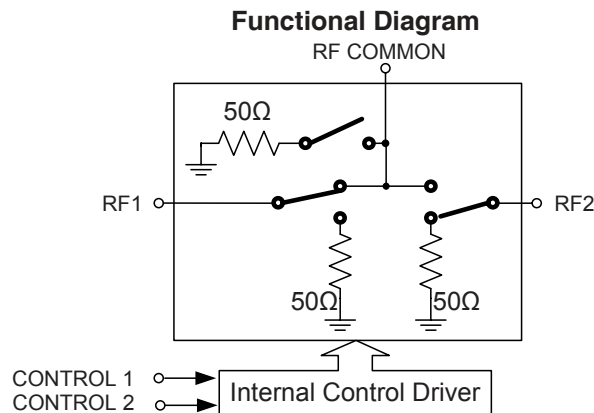 Functional Diagram
RF COMMON
50Ω
RF1
RF2
50Ω
50Ω
CONTROL 1
CONTROL 2
Internal Control Driver